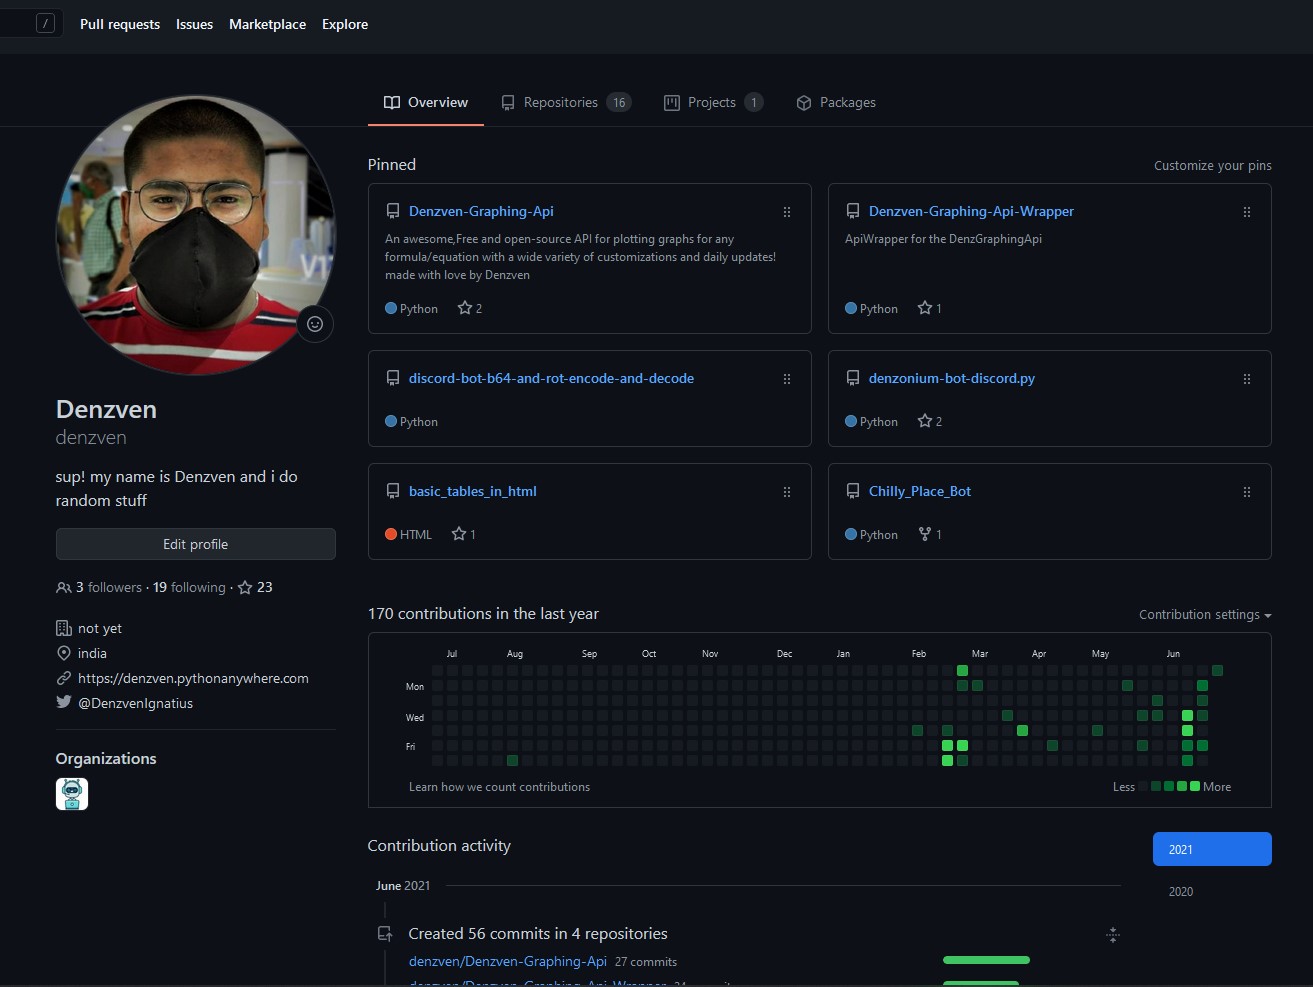 / Pull requests Issues Marketplace Explore
Overview Repositories 16 Projects 1 Packages
Pinned
Customize your pins
Denzven-Graphing-Api
An awesome,Free and open-source API for plotting graphs for any
formula/equation with a wide variety of customizations and daily updates!
made with love by Denzven
Python 2
Denzven-Graphing-Api-Wrapper
ApiWrapper for the DenzGraphingApi
Python 1
discord-bot-b64-and-rot-encode-and-decode
Python
denzonium-bot-discord.py
Python 2
basic_tables_in_html
HTML 1
Chilly_Place_Bot
Python 1
Denzven
denzven
sup! my name is Denzven and i do
random stuff
Edit profile
3 followers · 19 following · 23
not yet
india
https://denzven.pythonanywhere.com
@DenzvenIgnatius
Organizations
170 contributions in the last year
Contribution settings
Jul Aug Sep Oct Nov Dec Jan Feb Mar Apr May Jun
Mon
Wed
Fri
Learn how we count contributions
Less More
Contribution activity
2021
2020
June 2021
Created 56 commits in 4 repositories
denzven/Denzven-Graphing-Api 27 commits